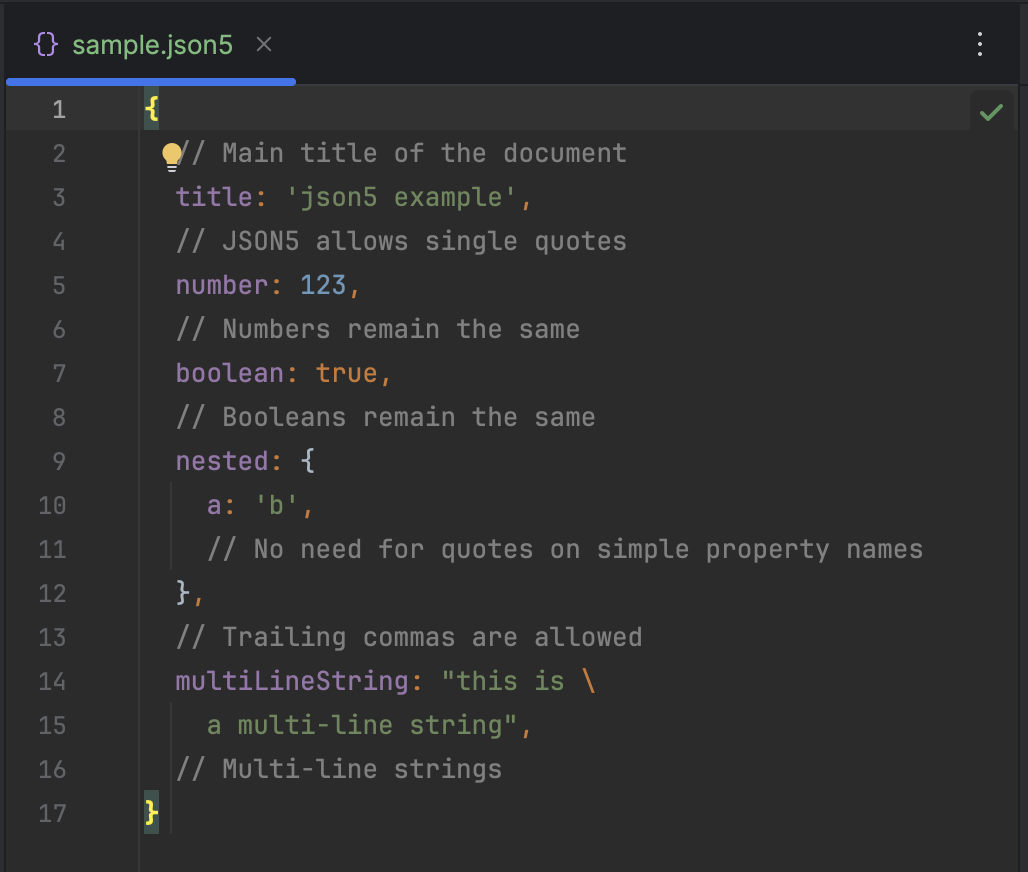 {} sample.json5 ×
1 {
2 // Main title of the document
3 title: 'json5 example',
4 // JSON5 allows single quotes
5 number: 123,
6 // Numbers remain the same
7 boolean: true,
8 // Booleans remain the same
9 nested: {
10 a: 'b',
11 // No need for quotes on simple property names
12 },
13 // Trailing commas are allowed
14 multiLineString: "this is \
15 a multi-line string",
16 // Multi-line strings
17 }